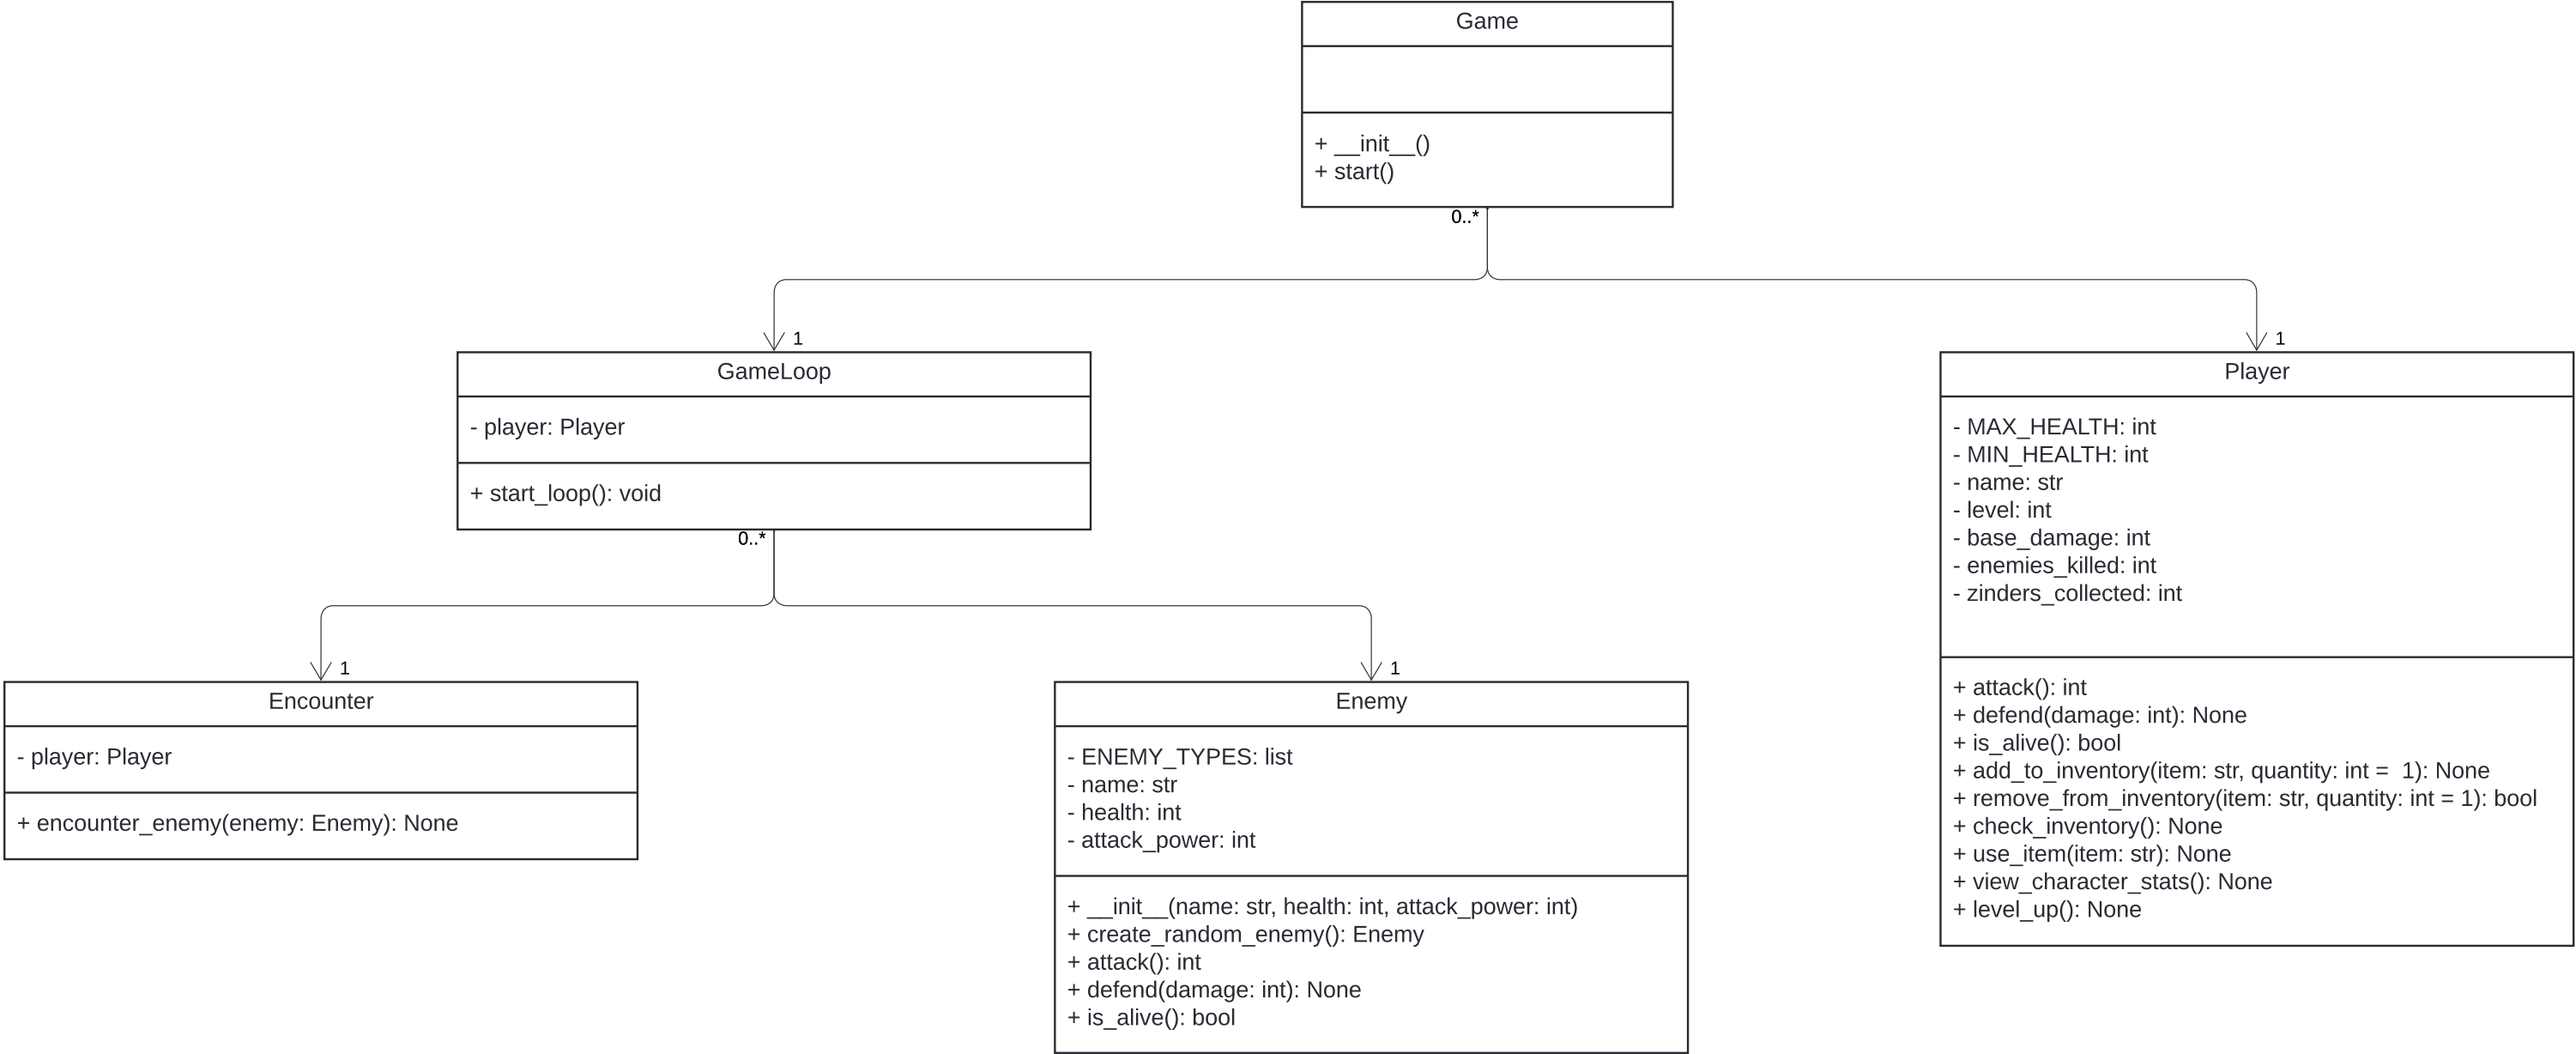 Game
+ __init__()
+ start()
0..*
1
1
GameLoop
- player: Player
+ start_loop(): void
0..*
Player
- MAX_HEALTH: int
- MIN_HEALTH: int
- name: str
- level: int
- base_damage: int
- enemies_killed: int
- zinders_collected: int
+ attack(): int
+ defend(damage: int): None
+ is_alive(): bool
+ add_to_inventory(item: str, quantity: int =  1): None
+ remove_from_inventory(item: str, quantity: int = 1): bool
+ check_inventory(): None
+ use_item(item: str): None
+ view_character_stats(): None
+ level_up(): None
1
1
Encounter
- player: Player
+ encounter_enemy(enemy: Enemy): None
Enemy
- ENEMY_TYPES: list
- name: str
- health: int
- attack_power: int
+ __init__(name: str, health: int, attack_power: int)
+ create_random_enemy(): Enemy
+ attack(): int
+ defend(damage: int): None
+ is_alive(): bool